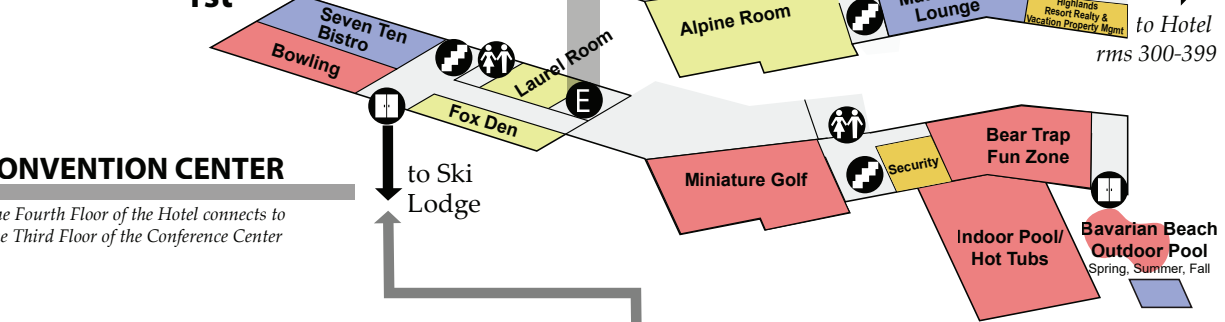 1st
Seven Ten
Bistro
Bowling
Laurel Room
E
Fox Den
Alpine Room
Lounge
Highlands
Resort Realty &
Vacation Property Mgmt
to Hotel
rms 300-399
ONVENTION CENTER
he Fourth Floor of the Hotel connects to
e Third Floor of the Conference Center
to Ski
Lodge
Miniature Golf
Security
Bear Trap
Fun Zone
Indoor Pool/
Hot Tubs
Bavarian Beach
Outdoor Pool
Spring, Summer, Fall